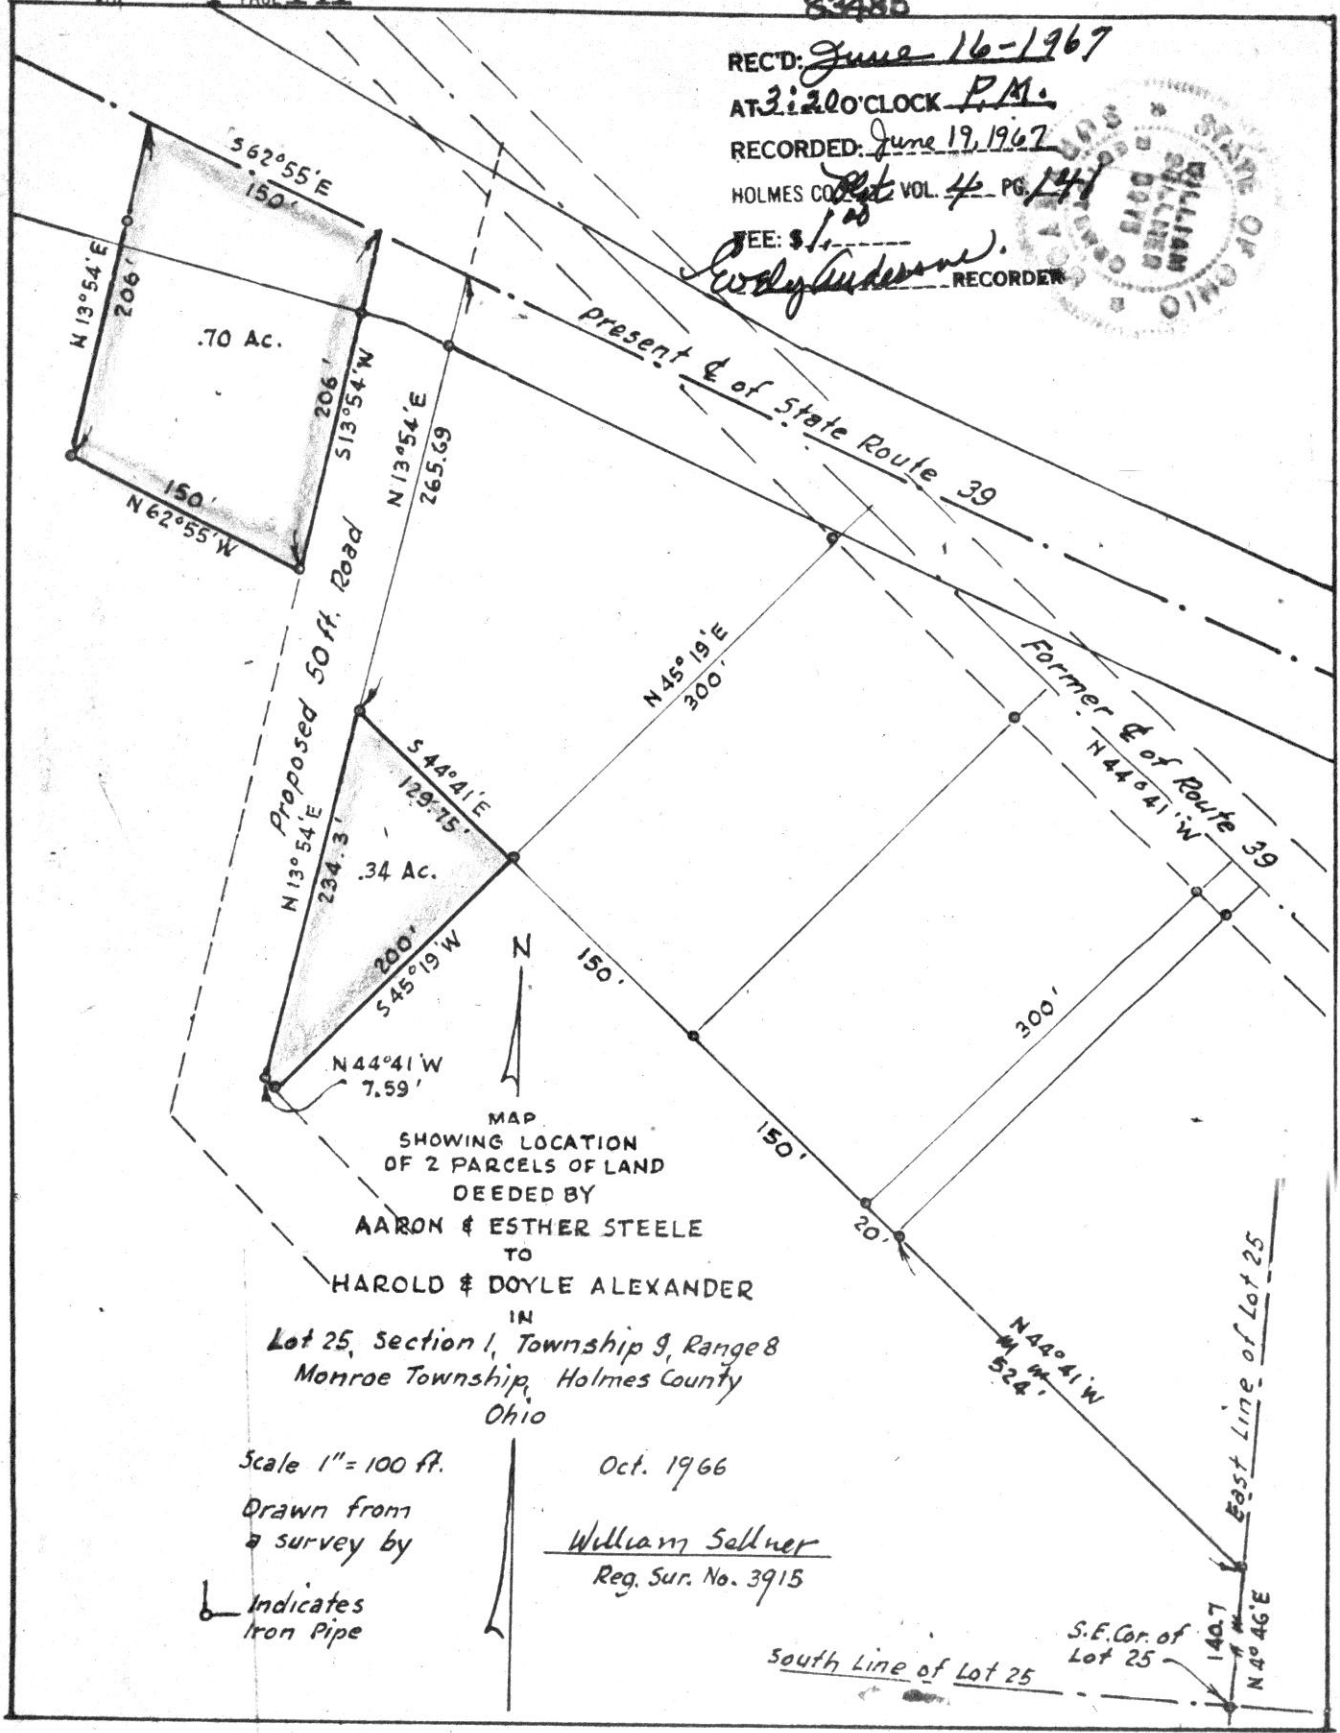 83480
REC'D: June 16-1967
AT 3:20 O'CLOCK P.M.
RECORDED: June 19, 1967
HOLMES CO. Plat VOL. 4 PG. 141
FEE: $ 1.00
RECORDER
STATE OF OHIO
WILLIAM
S 62°55'E
150'
N 13°54'E
206'
.70 Ac.
206'
S 13°54'W
150'
N 62°55'W
N 13°54'E
265.69
Present ℄ of State Route 39
Proposed 50 ft. Road
N 45°19'E
300'
Former ℄ of Route 39
N 44°41'W
S 44°41'E
129.75'
N 13°54'E
234.3'
.34 Ac.
200'
S 45°19'W
N 44°41'W
7.59'
N
150'
300'
150'
20'
N 44°41'W
524'
East Line of Lot 25
MAP
SHOWING LOCATION
OF 2 PARCELS OF LAND
DEEDED BY
AARON & ESTHER STEELE
TO
HAROLD & DOYLE ALEXANDER
IN
Lot 25, Section 1, Township 9, Range 8
Monroe Township, Holmes County
Ohio
Scale 1"= 100 ft.
Oct. 1966
Drawn from
a survey by
William Sellner
Reg. Sur. No. 3915
Indicates
Iron Pipe
140.7
N 4°46'E
S.E. Cor. of
Lot 25
South Line of Lot 25